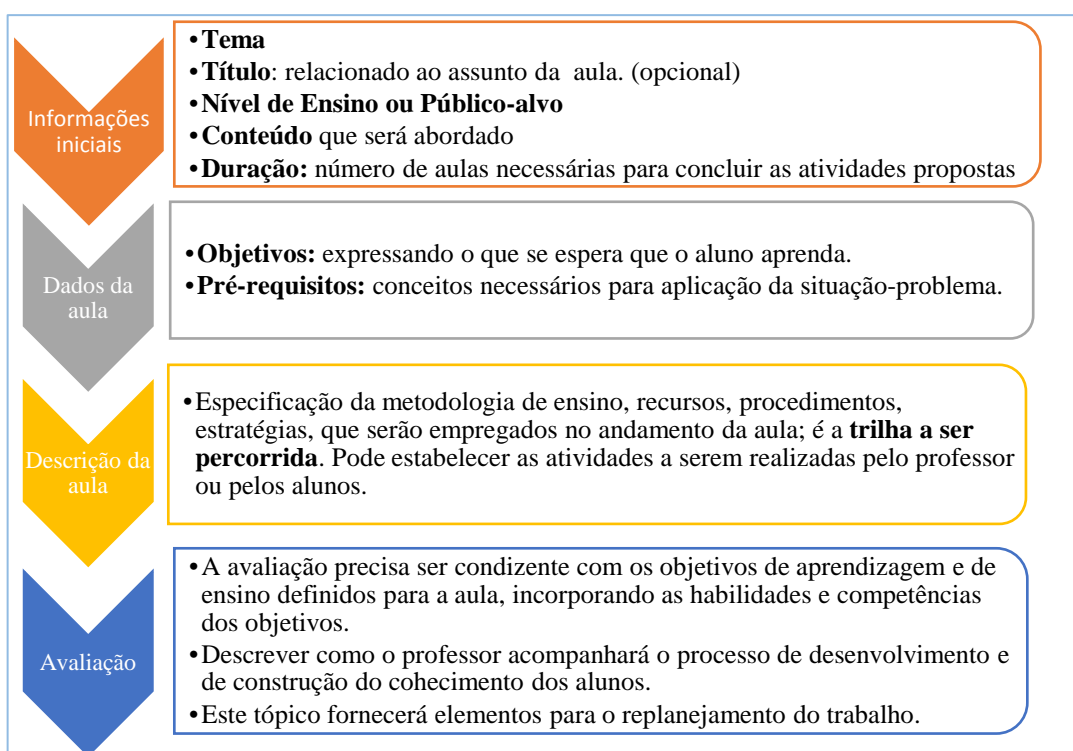 Informações
iniciais
•Tema
•Título: relacionado ao assunto da aula. (opcional)
•Nível de Ensino ou Público-alvo
•Conteúdo que será abordado
•Duração: número de aulas necessárias para concluir as atividades propostas
Dados da
aula
•Objetivos: expressando o que se espera que o aluno aprenda.
•Pré-requisitos: conceitos necessários para aplicação da situação-problema.
Descrição da
aula
•Especificação da metodologia de ensino, recursos, procedimentos,
estratégias, que serão empregados no andamento da aula; é a trilha a ser
percorrida. Pode estabelecer as atividades a serem realizadas pelo professor
ou pelos alunos.
Avaliação
•A avaliação precisa ser condizente com os objetivos de aprendizagem e de
ensino definidos para a aula, incorporando as habilidades e competências
dos objetivos.
•Descrever como o professor acompanhará o processo de desenvolvimento e
de construção do cohecimento dos alunos.
•Este tópico fornecerá elementos para o replanejamento do trabalho.